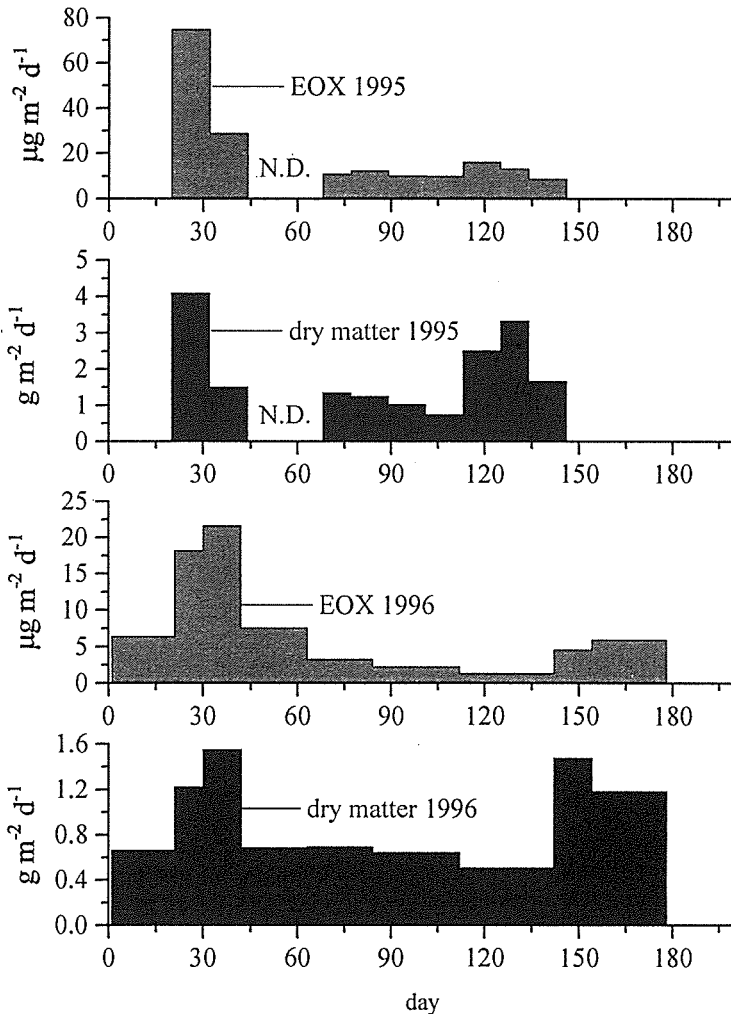 80
60
40
20
0
µg m-2 d-1
EOX 1995
N.D.
0 30 60 90 120 150 180
5
4
3
2
1
0
g m-2 d-1
dry matter 1995
N.D.
0 30 60 90 120 150 180
25
20
15
10
5
0
µg m-2 d-1
EOX 1996
0 30 60 90 120 150 180
1.6
1.2
0.8
0.4
0.0
g m-2 d-1
dry matter 1996
0 30 60 90 120 150 180
day